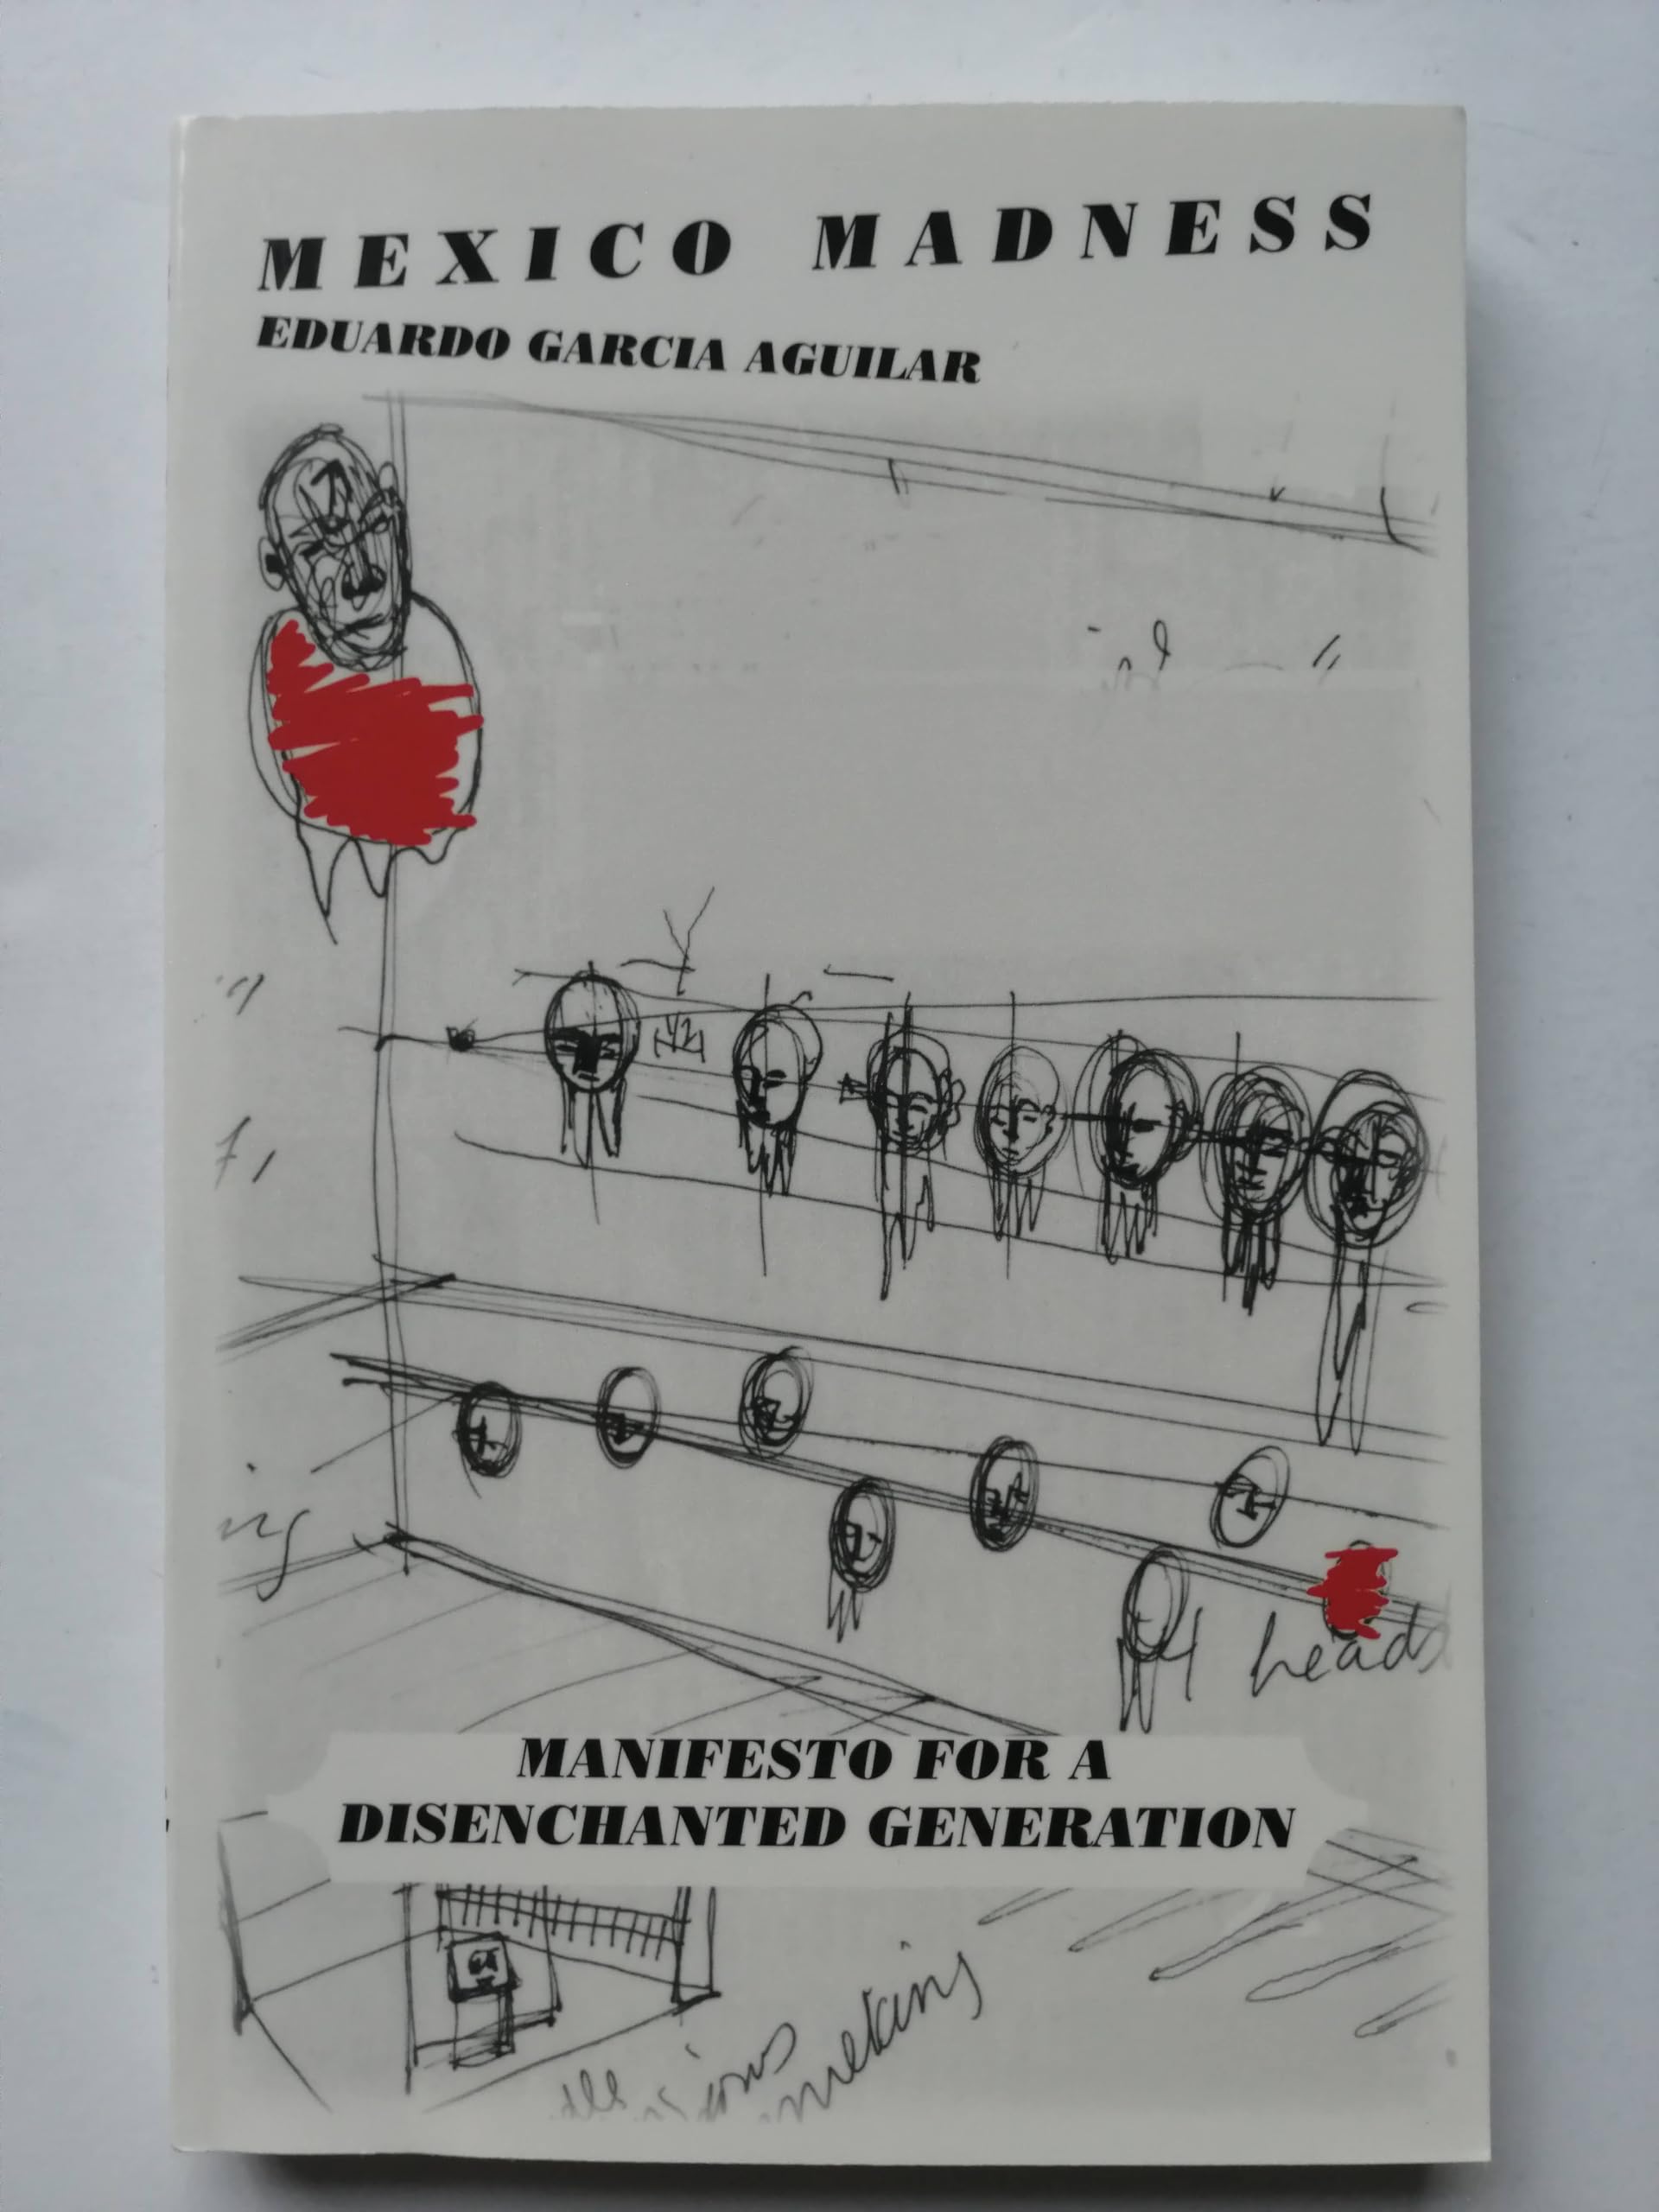 MEXICO MADNESS
EDUARDO GARCIA AGUILAR
heads
MANIFESTO FOR A
DISENCHANTED GENERATION